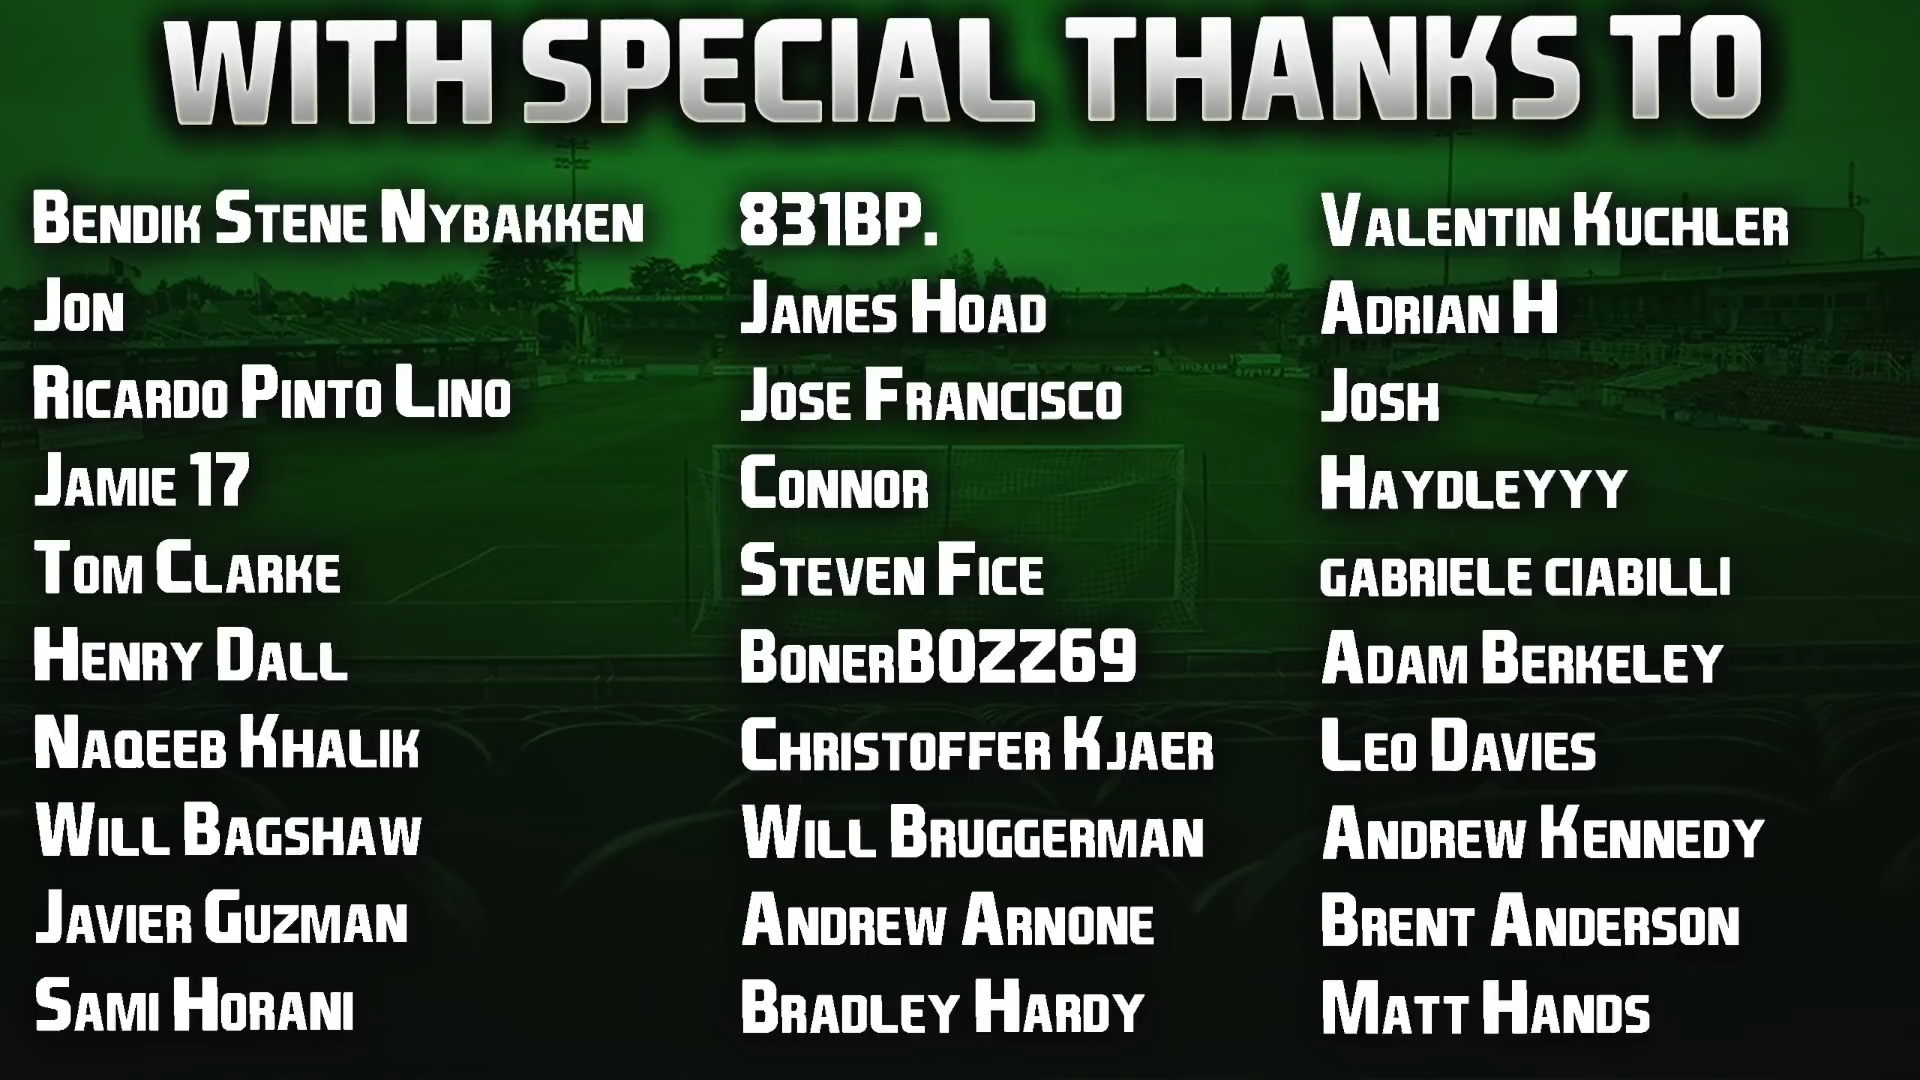 WITH SPECIAL THANKS TO
Bendik Stene Nybakken
Jon
Ricardo Pinto Lino
Jamie 17
Tom Clarke
Henry Dall
Naqeeb Khalik
Will Bagshaw
Javier Guzman
Sami Horani
831BP.
James Hoad
Jose Francisco
Connor
Steven Fice
BonerB0ZZ69
Christoffer Kjaer
Will Bruggerman
Andrew Arnone
Bradley Hardy
Valentin Kuchler
Adrian H
Josh
Haydleyyy
gabriele ciabilli
Adam Berkeley
Leo Davies
Andrew Kennedy
Brent Anderson
Matt Hands